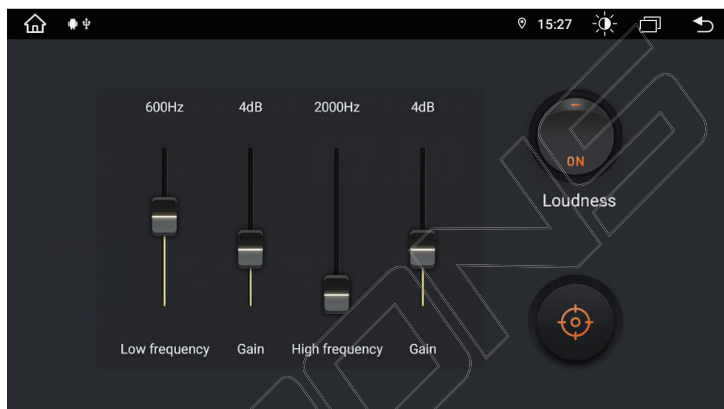 15:27
600Hz 4dB 2000Hz 4dB
ON
Loudness
Low frequency Gain High frequency Gain